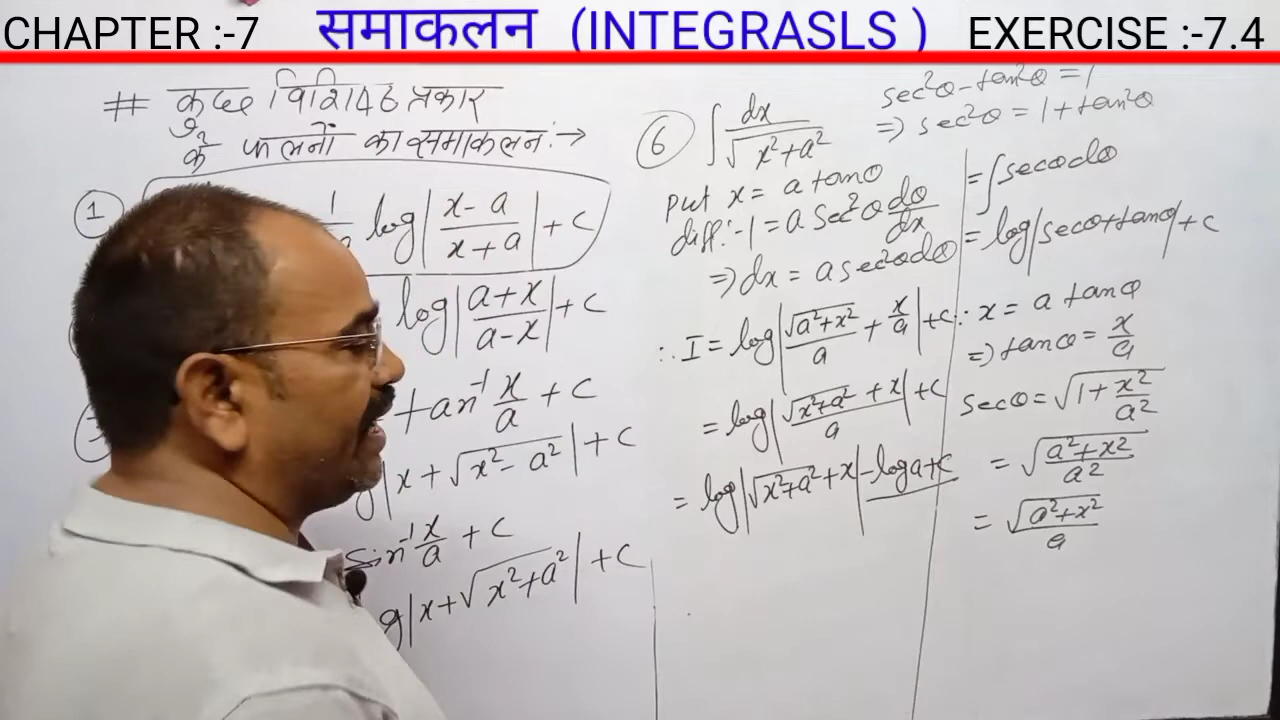 CHAPTER :-7 समाकलन (INTEGRASLS ) EXERCISE :-7.4
# कुछ विशिष्ट प्रकार
के फलनों का समाकलन:→
① log|(x-a)/(x+a)| + c
log|(a+x)/(a-x)| + c
tan⁻¹ x/a + c
g|x + √(x² - a²)| + c
sin⁻¹ x/a + c
g|x + √(x² + a²)| + c
⑥ ∫ dx/√(x²+a²)
put x = a tanθ
diff:- 1 = a sec²θ dθ/dx
⇒ dx = a sec²θ dθ
∴ I = log|√(a²+x²)/a + x/a| + c
= log|(√(x²+a²) + x)/a| + c
= log|√(x²+a²) + x| - log a + c
sec²θ - tan²θ = 1
⇒ sec²θ = 1 + tan²θ
= ∫ secθ dθ
= log|secθ + tanθ| + c
∵ x = a tanθ
⇒ tanθ = x/a
secθ = √(1 + x²/a²)
= √((a²+x²)/a²)
= √(a²+x²)/a